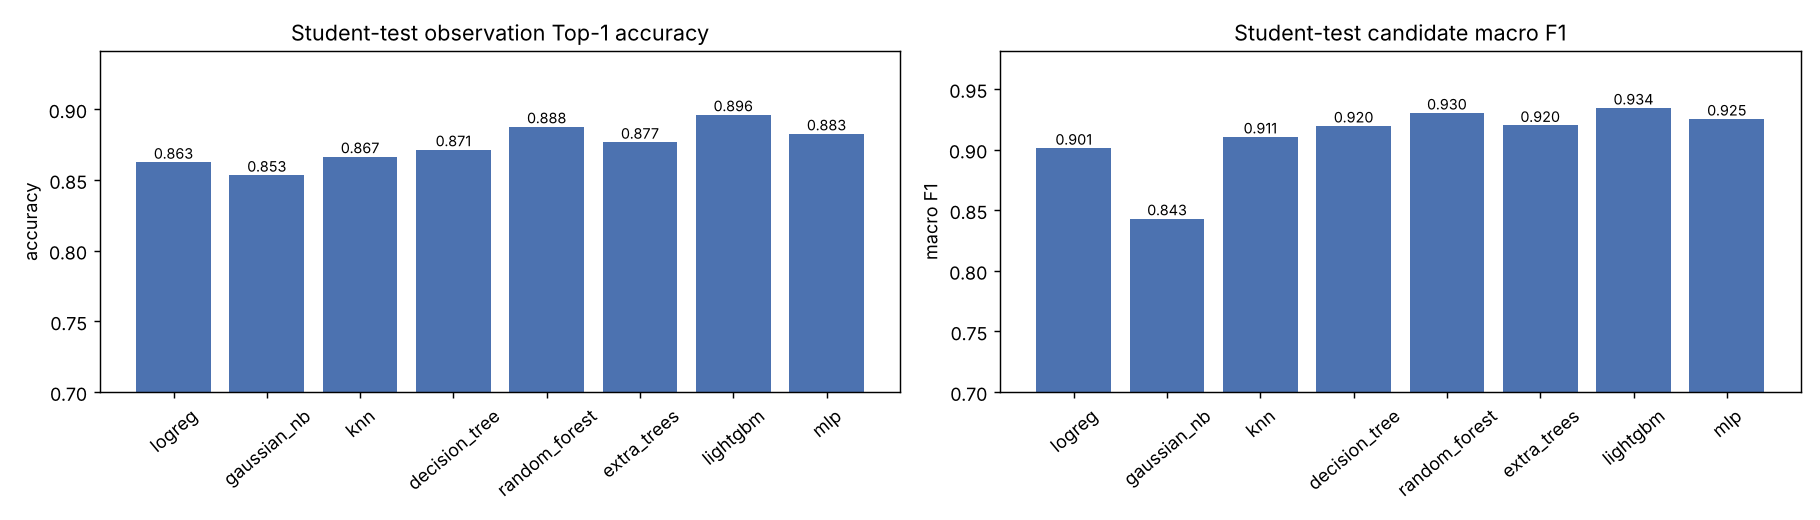 Student-test observation Top-1 accuracy
accuracy
0.90
0.85
0.80
0.75
0.70
0.863
0.853
0.867
0.871
0.888
0.877
0.896
0.883
logreg
gaussian_nb
knn
decision_tree
random_forest
extra_trees
lightgbm
mlp
Student-test candidate macro F1
macro F1
0.95
0.90
0.85
0.80
0.75
0.70
0.901
0.843
0.911
0.920
0.930
0.920
0.934
0.925
logreg
gaussian_nb
knn
decision_tree
random_forest
extra_trees
lightgbm
mlp